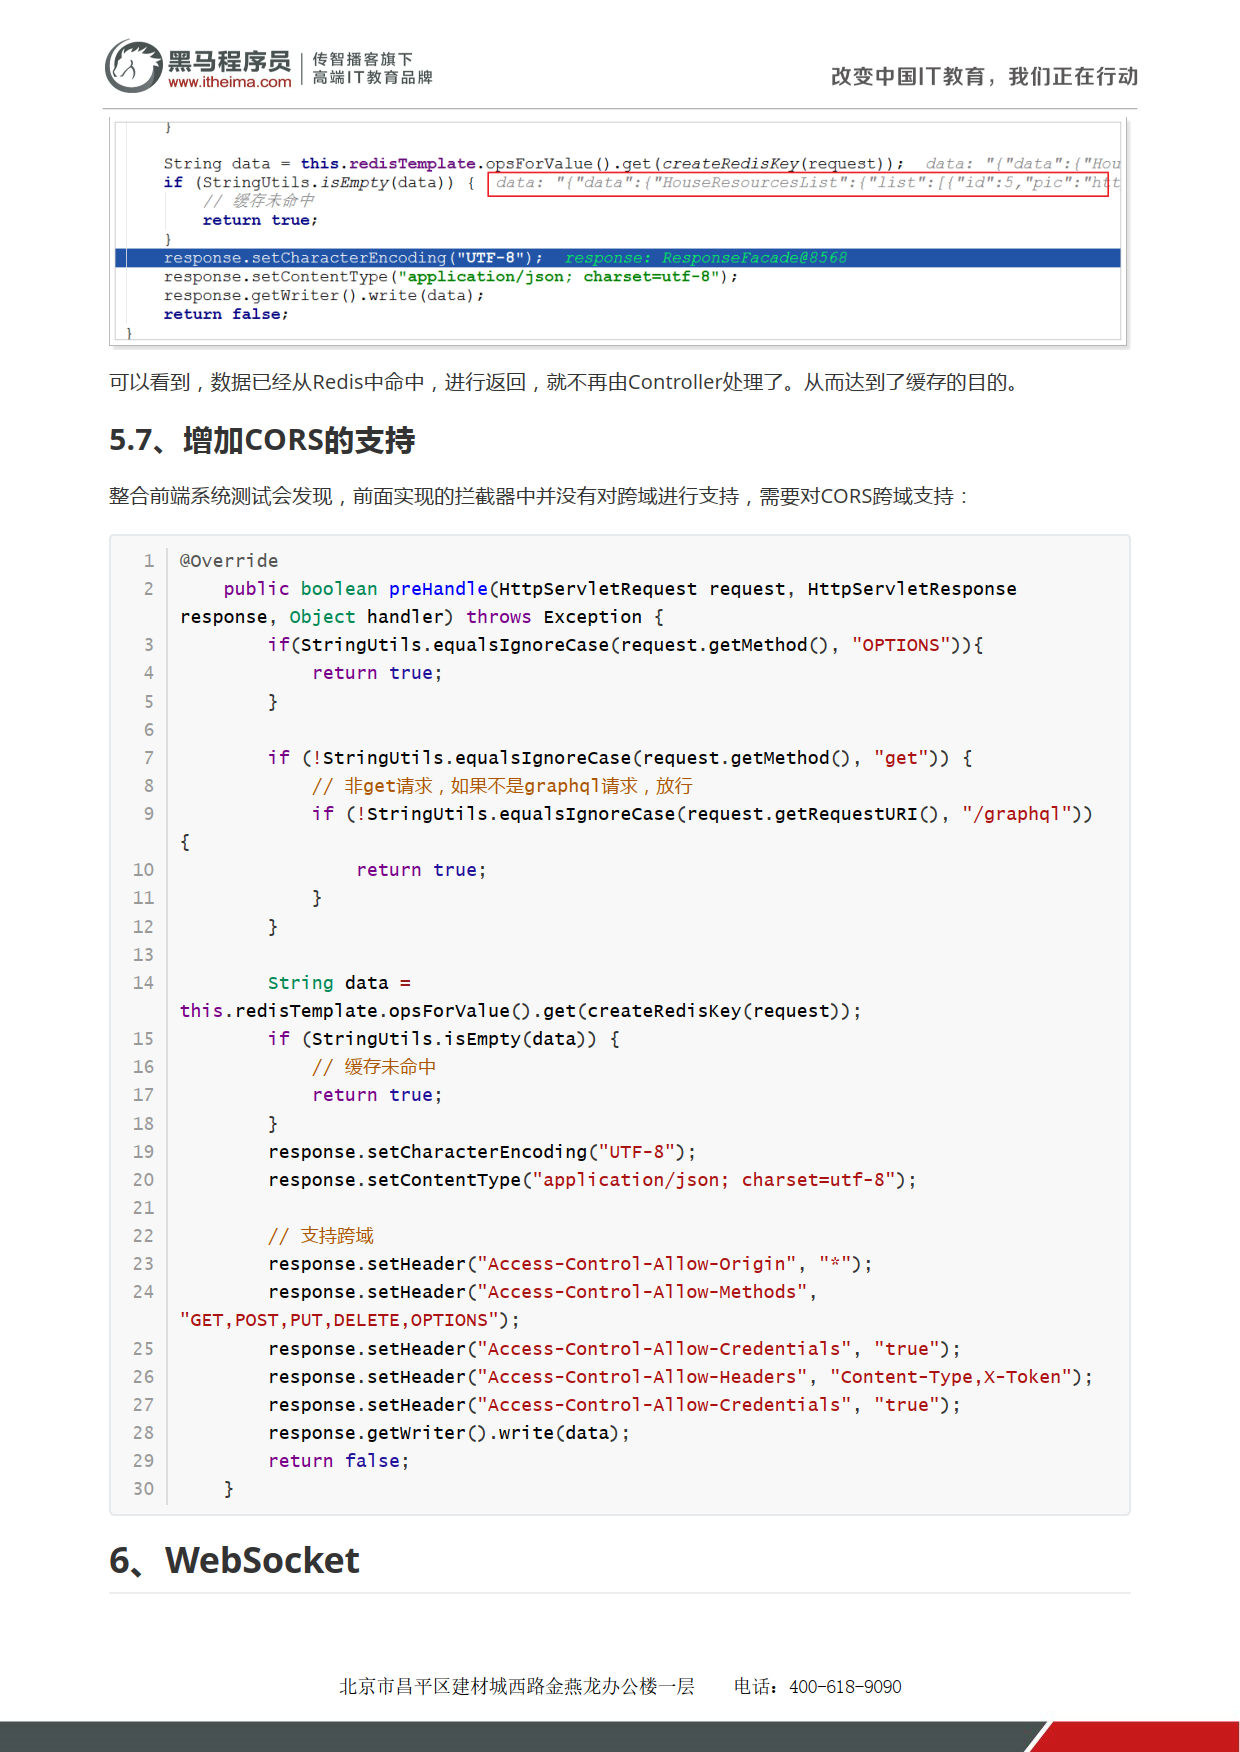 黑马程序员
www.itheima.com
传智播客旗下
高端IT教育品牌
改变中国IT教育，我们正在行动
}
String data = this.redisTemplate.opsForValue().get(createRedisKey(request));  data: "{"data":{"Hou
if (StringUtils.isEmpty(data)) {  data: "{"data":{"HouseResourcesList":{"list":[{"id":5,"pic":"htt
// 缓存未命中
return true;
}
response.setCharacterEncoding("UTF-8");  response: ResponseFacade@8568
response.setContentType("application/json; charset=utf-8");
response.getWriter().write(data);
return false;
}
可以看到，数据已经从Redis中命中，进行返回，就不再由Controller处理了。从而达到了缓存的目的。
5.7、增加CORS的支持
整合前端系统测试会发现，前面实现的拦截器中并没有对跨域进行支持，需要对CORS跨域支持：
1 @Override
2     public boolean preHandle(HttpServletRequest request, HttpServletResponse
response, Object handler) throws Exception {
3         if(StringUtils.equalsIgnoreCase(request.getMethod(), "OPTIONS")){
4             return true;
5         }
6
7         if (!StringUtils.equalsIgnoreCase(request.getMethod(), "get")) {
8             // 非get请求，如果不是graphql请求，放行
9             if (!StringUtils.equalsIgnoreCase(request.getRequestURI(), "/graphql"))
{
10                 return true;
11             }
12         }
13
14         String data =
this.redisTemplate.opsForValue().get(createRedisKey(request));
15         if (StringUtils.isEmpty(data)) {
16             // 缓存未命中
17             return true;
18         }
19         response.setCharacterEncoding("UTF-8");
20         response.setContentType("application/json; charset=utf-8");
21
22         // 支持跨域
23         response.setHeader("Access-Control-Allow-Origin", "*");
24         response.setHeader("Access-Control-Allow-Methods",
"GET,POST,PUT,DELETE,OPTIONS");
25         response.setHeader("Access-Control-Allow-Credentials", "true");
26         response.setHeader("Access-Control-Allow-Headers", "Content-Type,X-Token");
27         response.setHeader("Access-Control-Allow-Credentials", "true");
28         response.getWriter().write(data);
29         return false;
30     }
6、WebSocket
北京市昌平区建材城西路金燕龙办公楼一层    电话：400-618-9090